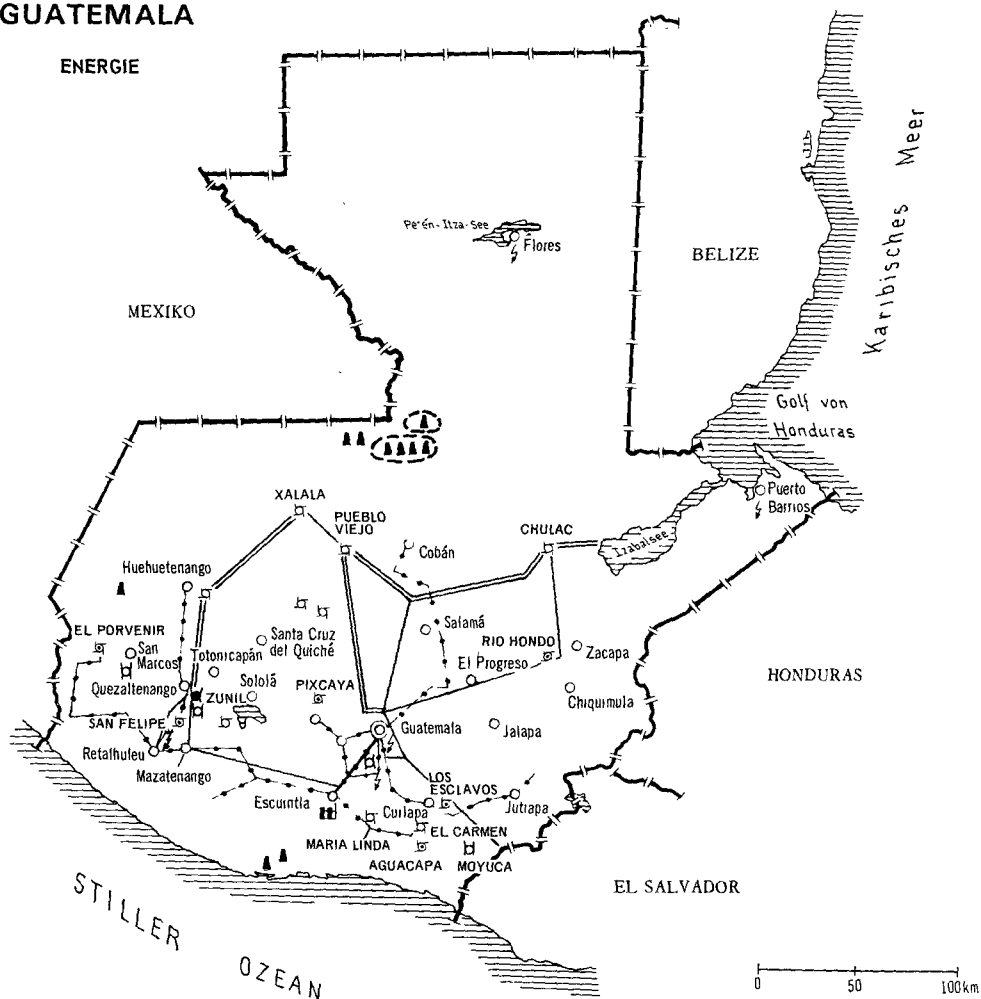 GUATEMALA
ENERGIE
Karibisches Meer
Petén-Itza-See
Flores
BELIZE
MEXIKO
Golf von
Honduras
Puerto
Barrios
XALALA
PUEBLO
VIEJO
CHULAC
Izabalsee
Cobán
Huehuetenango
EL PORVENIR
San
Marcos
Santa Cruz
del Quiché
Salamá
RIO HONDO
Zacapa
Totonicapán
El Progreso
HONDURAS
Quezaltenango
Sololá
ZUNIL
PIXCAYA
Chiquimula
SAN FELIPE
Guatemala
Jalapa
Retalhuleu
Mazatenango
LOS
ESCLAVOS
Escuintla
Cuilapa
Jutiapa
MARIA LINDA
EL CARMEN
AGUACAPA
MOYUCA
EL SALVADOR
STILLER OZEAN
0 50 100km